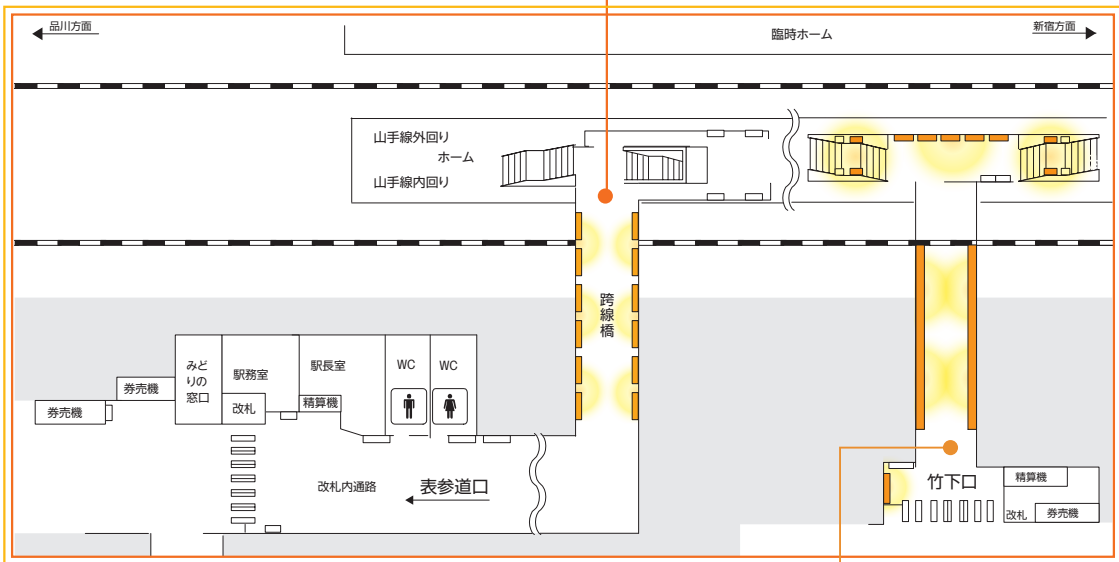 品川方面
新宿方面
臨時ホーム
山手線外回り
ホーム
山手線内回り
跨線橋
みどりの窓口
駅務室
駅長室
WC
WC
券売機
券売機
改札
精算機
改札内通路
表参道口
竹下口
精算機
改札
券売機